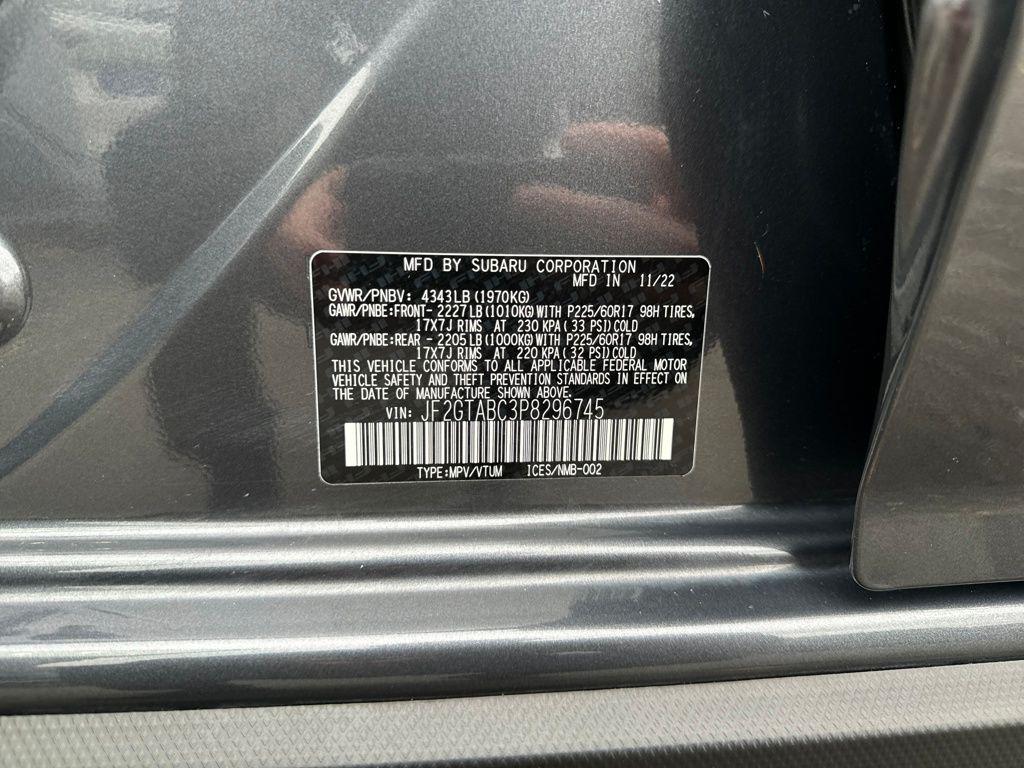 MFD BY SUBARU CORPORATION
MFD IN 11/22
GVWR/PNBV: 4343LB (1970KG)
GAWR/PNBE:FRONT- 2227LB (1010KG) WITH P225/60R17 98H TIRES,
17X7J RIMS AT 230 KPA (33 PSI) COLD
GAWR/PNBE:REAR - 2205LB (1000KG) WITH P225/60R17 98H TIRES,
17X7J RIMS AT 220 KPA (32 PSI) COLD
THIS VEHICLE CONFORMS TO ALL APPLICABLE FEDERAL MOTOR
VEHICLE SAFETY AND THEFT PREVENTION STANDARDS IN EFFECT ON
THE DATE OF MANUFACTURE SHOWN ABOVE.
VIN: JF2GTABC3P8296745
TYPE:MPV/VTUM ICES/NMB-002